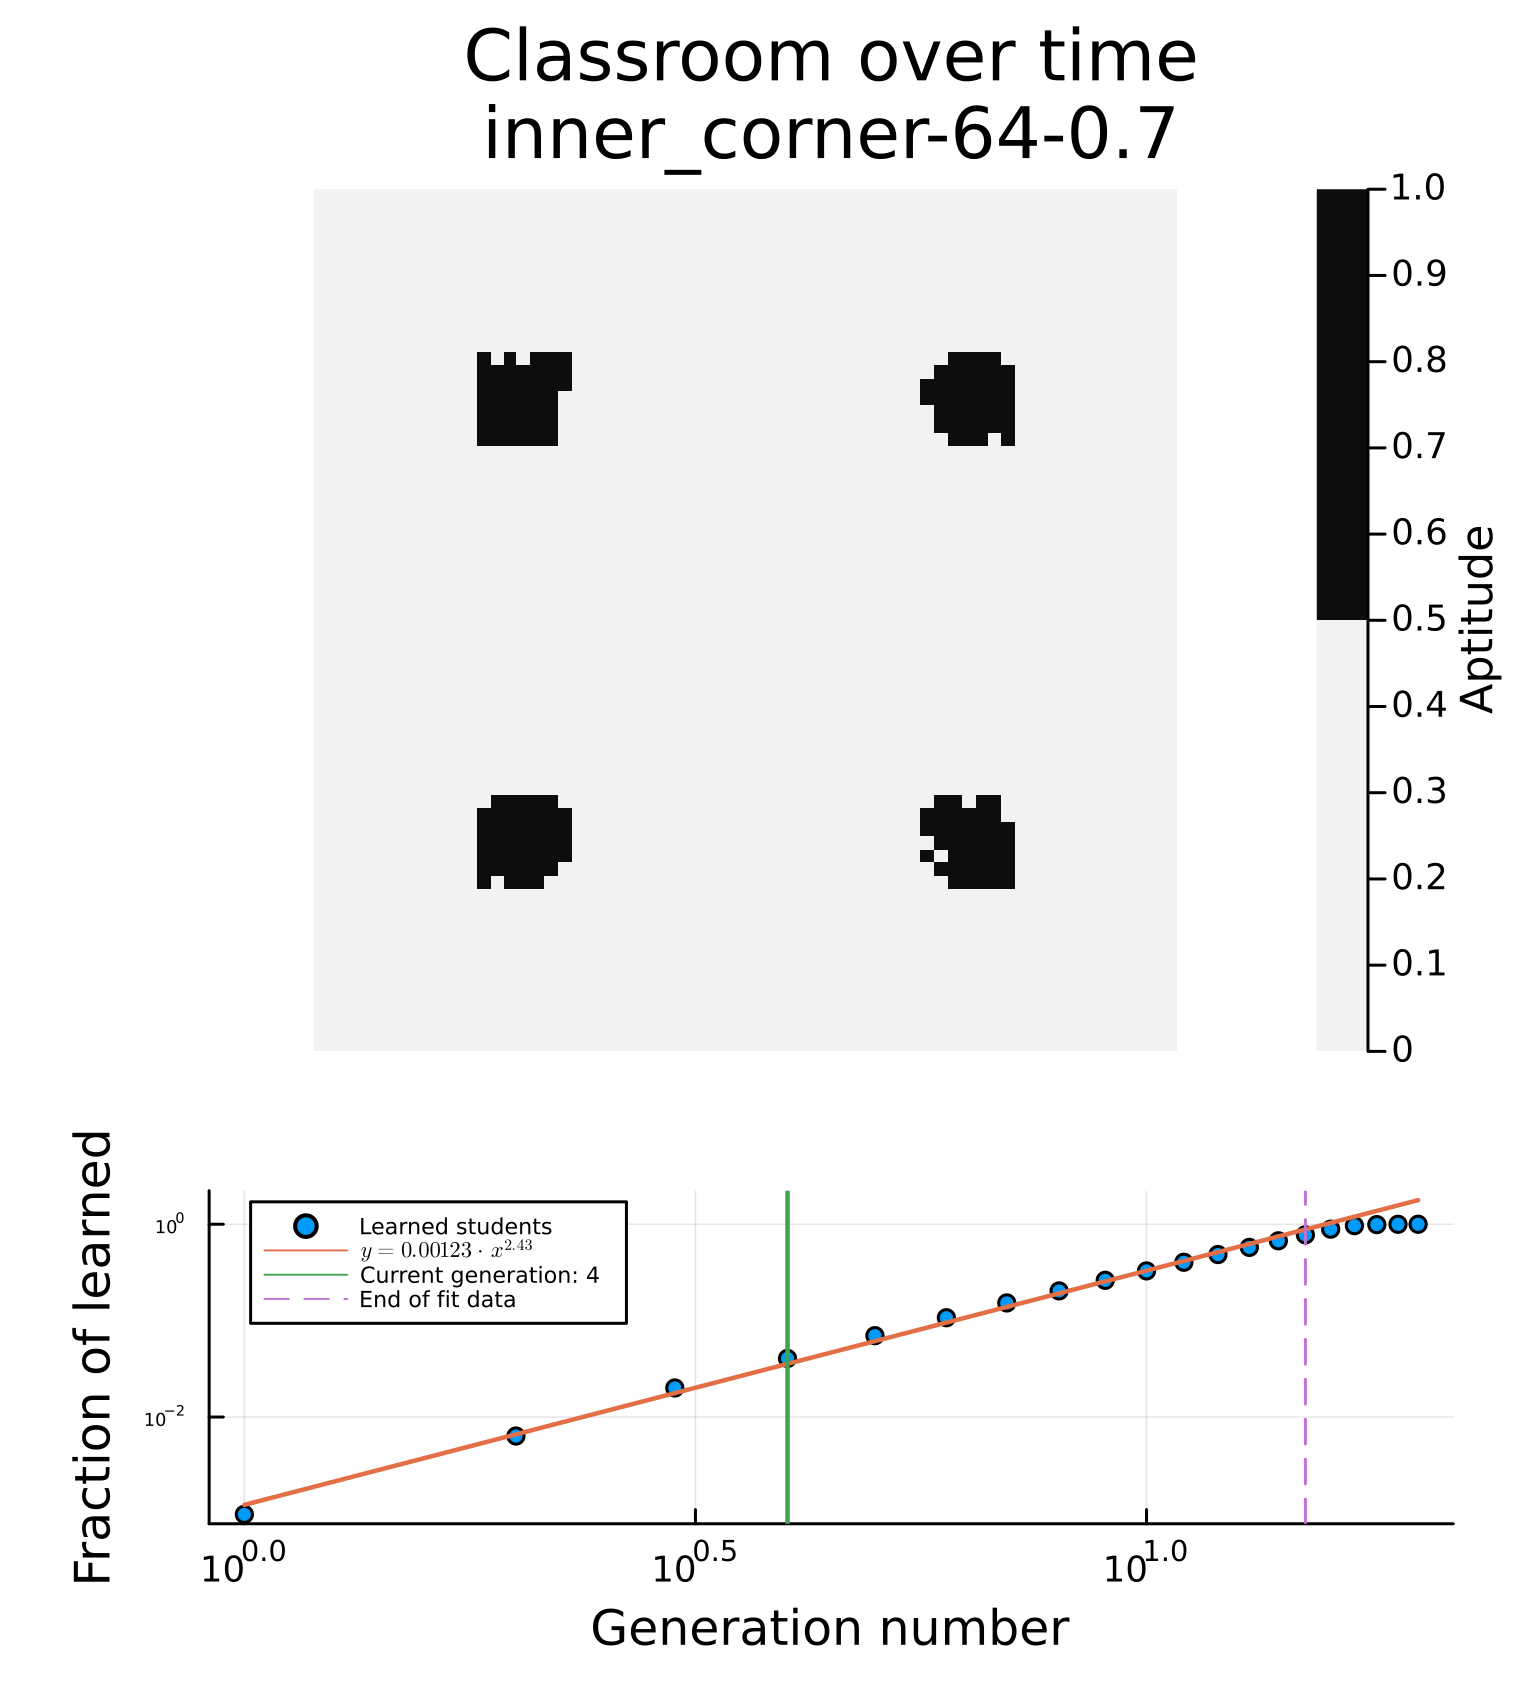 Classroom over time
inner_corner-64-0.7
1.0
0.9
0.8
0.7
0.6
0.5
0.4
0.3
0.2
0.1
0
Aptitude
Fraction of learned
10^0
10^−2
Learned students
y = 0.00123 · x^2.43
Current generation: 4
End of fit data
10^0.0
10^0.5
10^1.0
Generation number